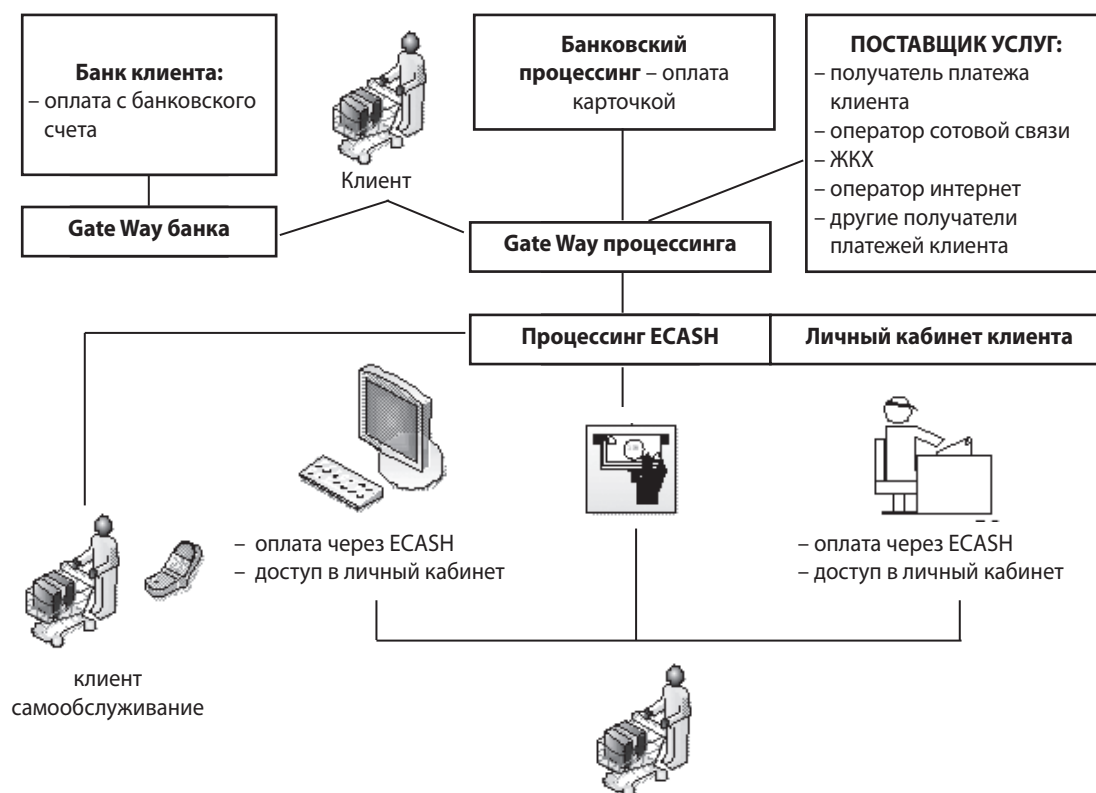 Банк клиента:
– оплата с банковского
счета
Клиент
Банковский
процессинг – оплата
карточкой
ПОСТАВЩИК УСЛУГ:
– получатель платежа
клиента
– оператор сотовой связи
– ЖКХ
– оператор интернет
– другие получатели
платежей клиента
Gate Way банка
Gate Way процессинга
Процессинг ECASH
Личный кабинет клиента
– оплата через ECASH
– доступ в личный кабинет
– оплата через ECASH
– доступ в личный кабинет
клиент
самообслуживание